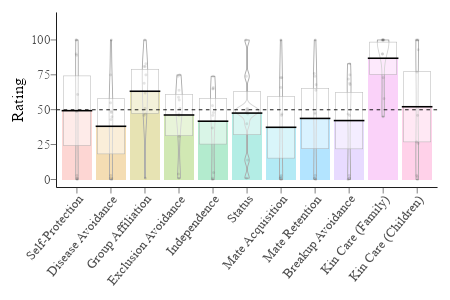 100
75
50
25
0
Rating
Self-Protection
Disease Avoidance
Group Affiliation
Exclusion Avoidance
Independence
Status
Mate Acquisition
Mate Retention
Breakup Avoidance
Kin Care (Family)
Kin Care (Children)